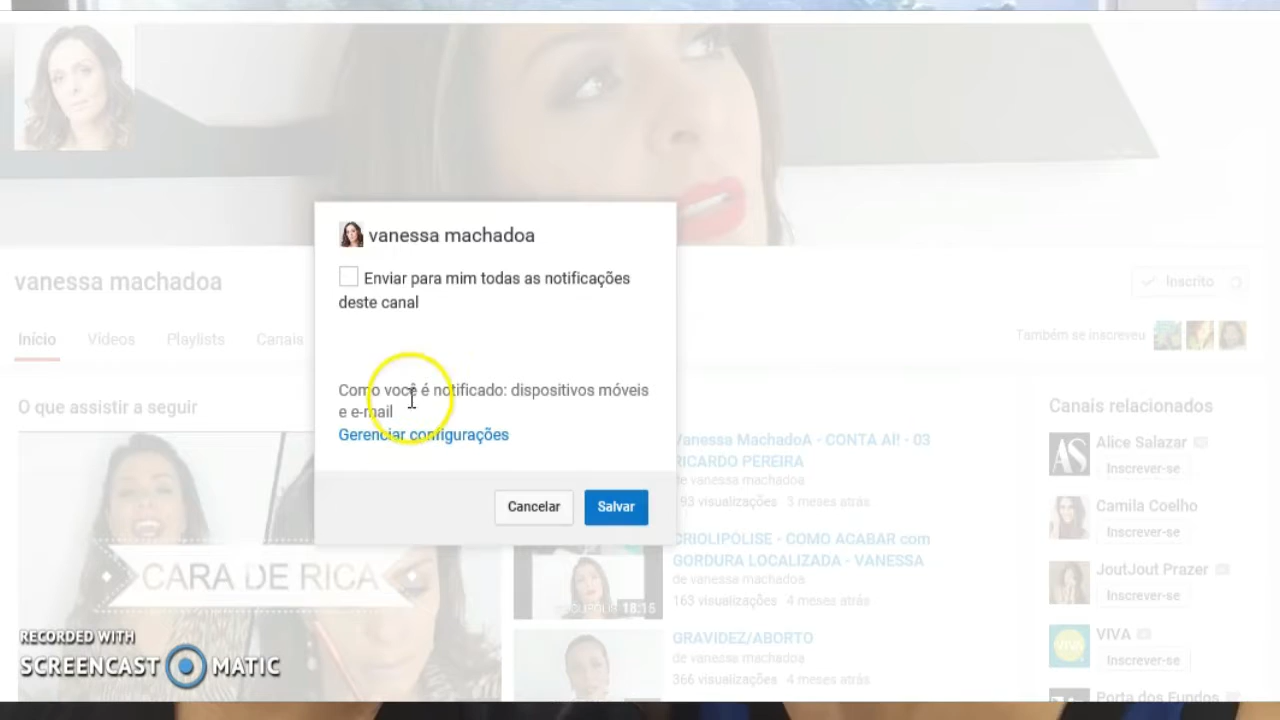 vanessa machadoa
Enviar para mim todas as notificações
deste canal
Como você é notificado: dispositivos móveis
e e-mail
Gerenciar configurações
Cancelar
Salvar
vanessa machadoa
Inscrito
Início
Vídeos
Playlists
Canais
Também se inscreveu
O que assistir a seguir
CARA DE RICA
Vanessa MachadoA - CONTA AÍ! - 03
RICARDO PEREIRA
de vanessa machadoa
93 visualizações 3 meses atrás
CRIOLIPOLISE - COMO ACABAR com
GORDURA LOCALIZADA - VANESSA
de vanessa machadoa
163 visualizações 4 meses atrás
18:15
GRAVIDEZ/ABORTO
de vanessa machadoa
366 visualizações 4 meses atrás
Canais relacionados
AS
Alice Salazar
Inscrever-se
Camila Coelho
Inscrever-se
JoutJout Prazer
Inscrever-se
VIVA
VIVA
Inscrever-se
Porta dos Fundos
RECORDED WITH
SCREENCAST MATIC